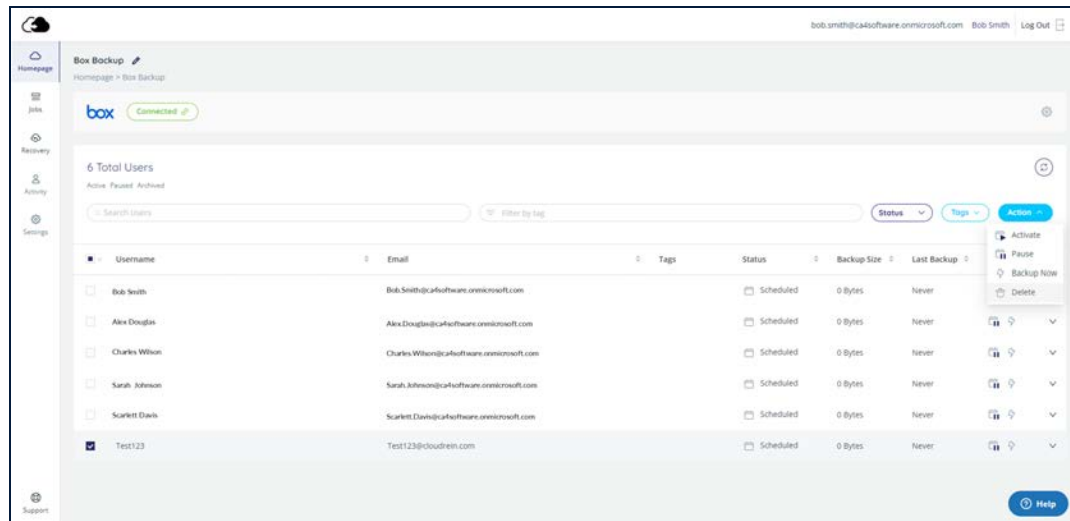 bob.smith@ca4software.onmicrosoft.com Bob Smith Log Out
Homepage
Box Backup
Homepage > Box Backup
Jobs
box Connected
Recovery
6 Total Users
Active Paused Archived
Activity
Search Users Filter by tag Status Tags Action
Settings
Activate
Pause
Backup Now
Delete
Username Email Tags Status Backup Size Last Backup
Bob Smith Bob.Smith@ca4software.onmicrosoft.com Scheduled 0 Bytes Never
Alex Douglas Alex.Douglas@ca4software.onmicrosoft.com Scheduled 0 Bytes Never
Charles Wilson Charles.Wilson@ca4software.onmicrosoft.com Scheduled 0 Bytes Never
Sarah Johnson Sarah.Johnson@ca4software.onmicrosoft.com Scheduled 0 Bytes Never
Scarlett Davis Scarlett.Davis@ca4software.onmicrosoft.com Scheduled 0 Bytes Never
Test123 Test123@cloudrein.com Scheduled 0 Bytes Never
Support
Help